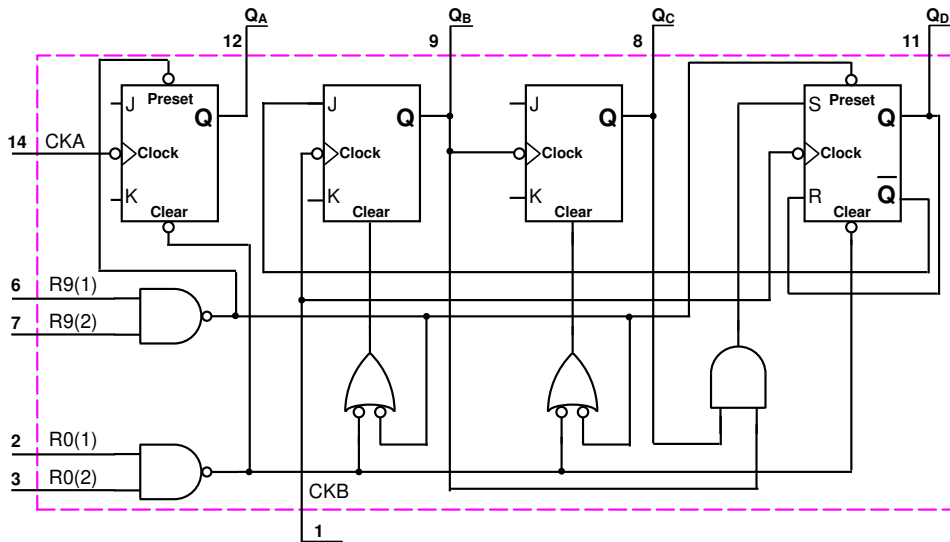 QA QB QC QD
12 9 8 11
J Preset Q J Q J Q S Preset Q
14 CKA Clock Clock Clock Clock
K Clear K Clear K Clear R Clear Q
6 R9(1)
7 R9(2)
2 R0(1)
3 R0(2)
CKB
1